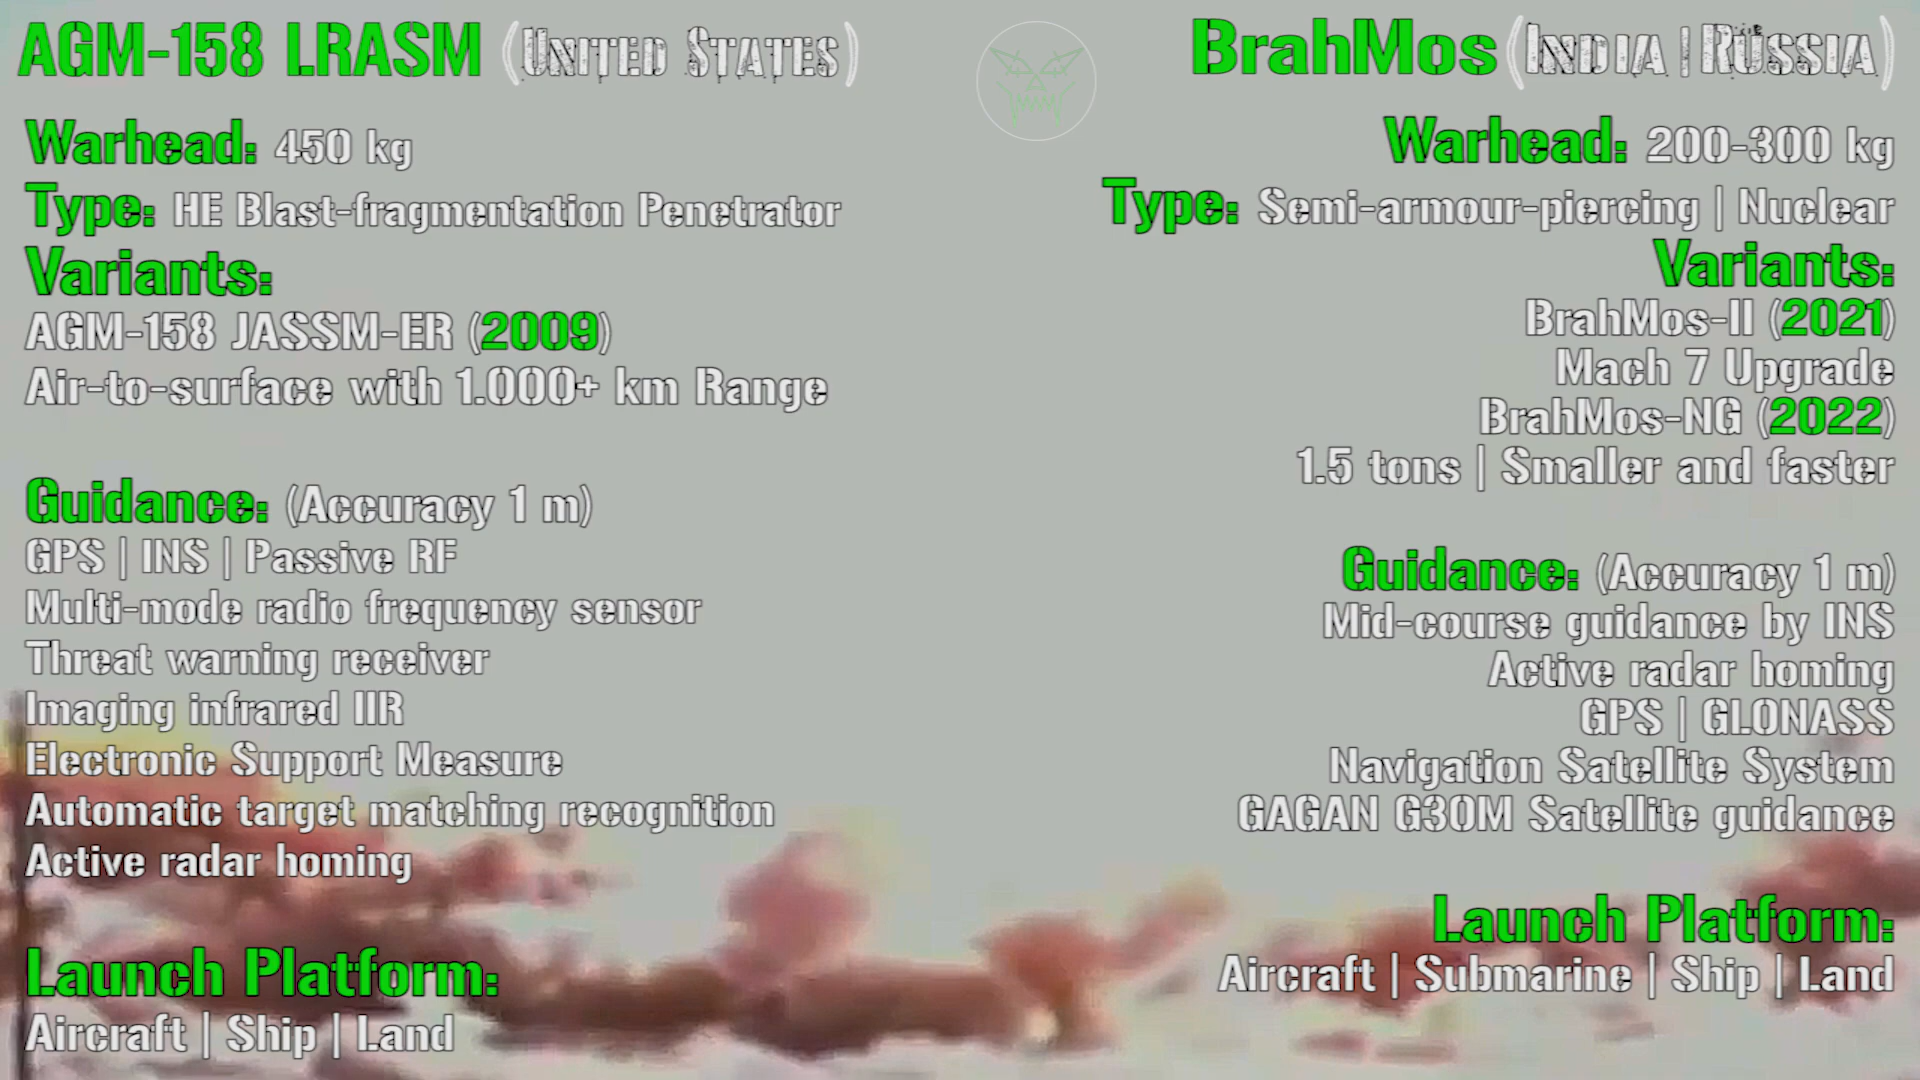 AGM-158 LRASM (United States)
Warhead: 450 kg
Type: HE Blast-fragmentation Penetrator
Variants:
AGM-158 JASSM-ER (2009)
Air-to-surface with 1.000+ km Range
Guidance: (Accuracy 1 m)
GPS | INS | Passive RF
Multi-mode radio frequency sensor
Threat warning receiver
Imaging infrared IIR
Electronic Support Measure
Automatic target matching recognition
Active radar homing
Launch Platform:
Aircraft | Ship | Land
BrahMos (India | Russia)
Warhead: 200-300 kg
Type: Semi-armour-piercing | Nuclear
Variants:
BrahMos-II (2021)
Mach 7 Upgrade
BrahMos-NG (2022)
1.5 tons | Smaller and faster
Guidance: (Accuracy 1 m)
Mid-course guidance by INS
Active radar homing
GPS | GLONASS
Navigation Satellite System
GAGAN G3OM Satellite guidance
Launch Platform:
Aircraft | Submarine | Ship | Land